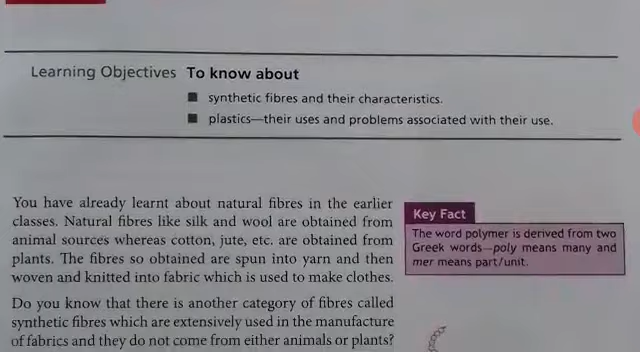 Learning Objectives To know about
■ synthetic fibres and their characteristics.
■ plastics—their uses and problems associated with their use.
You have already learnt about natural fibres in the earlier
classes. Natural fibres like silk and wool are obtained from
animal sources whereas cotton, jute, etc. are obtained from
plants. The fibres so obtained are spun into yarn and then
woven and knitted into fabric which is used to make clothes.
Do you know that there is another category of fibres called
synthetic fibres which are extensively used in the manufacture
of fabrics and they do not come from either animals or plants?
Key Fact
The word polymer is derived from two
Greek words—poly means many and
mer means part/unit.